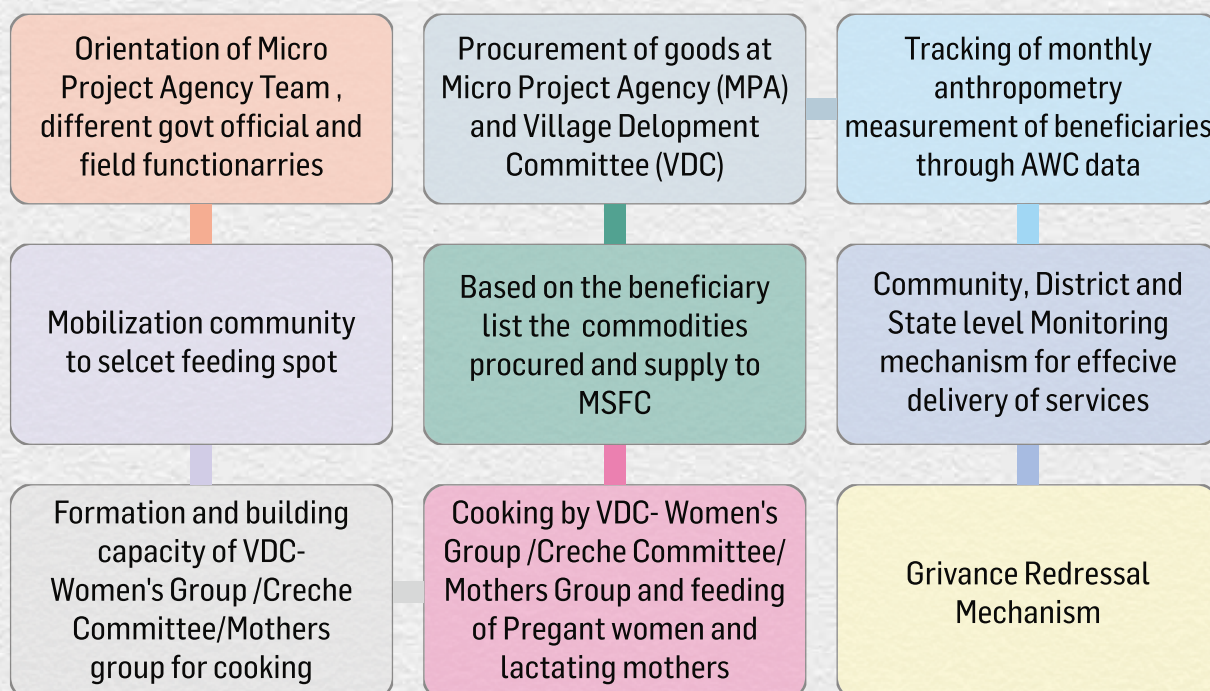 Orientation of Micro
Project Agency Team ,
different govt official and
field functionarries
Mobilization community
to selcet feeding spot
Formation and building
capacity of VDC-
Women's Group /Creche
Committee/Mothers
group for cooking
Cooking by VDC- Women's
Group /Creche Committee/
Mothers Group and feeding
of Pregant women and
lactating mothers
Based on the beneficiary
list the commodities
procured and supply to
MSFC
Procurement of goods at
Micro Project Agency (MPA)
and Village Delopment
Committee (VDC)
Tracking of monthly
anthropometry
measurement of beneficiaries
through AWC data
Community, District and
State level Monitoring
mechanism for effecive
delivery of services
Grivance Redressal
Mechanism